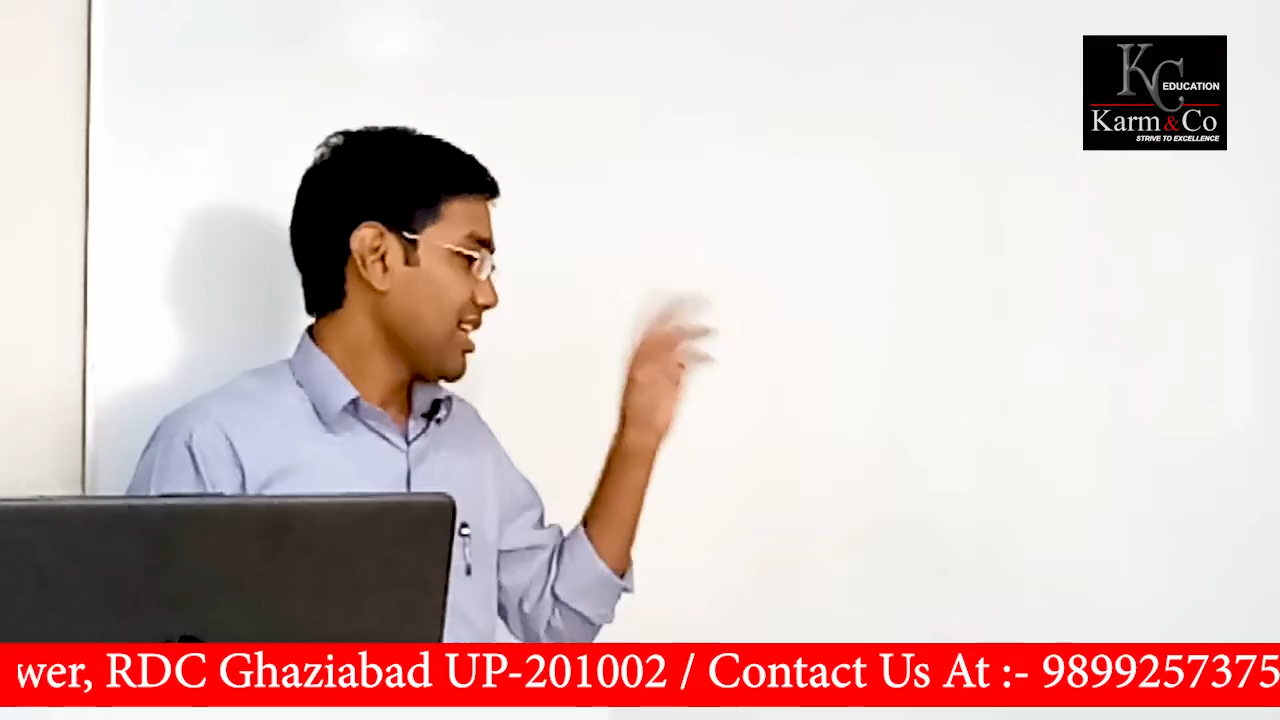 KC EDUCATION
Karm & Co
STRIVE TO EXCELLENCE
wer, RDC Ghaziabad UP-201002 / Contact Us At :- 9899257375